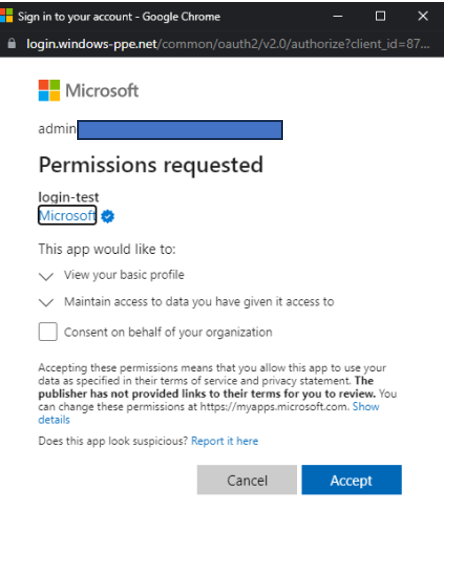 Sign in to your account - Google Chrome
login.windows-ppe.net/common/oauth2/v2.0/authorize?client_id=87...
Microsoft
admin
Permissions requested
login-test
Microsoft
This app would like to:
View your basic profile
Maintain access to data you have given it access to
Consent on behalf of your organization
Accepting these permissions means that you allow this app to use your
data as specified in their terms of service and privacy statement. The
publisher has not provided links to their terms for you to review. You
can change these permissions at https://myapps.microsoft.com. Show
details
Does this app look suspicious? Report it here
Cancel Accept